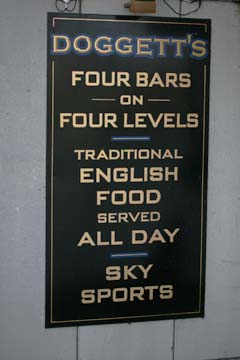 DOGGETT'S
FOUR BARS
ON
FOUR LEVELS
TRADITIONAL
ENGLISH
FOOD
SERVED
ALL DAY
SKY
SPORTS